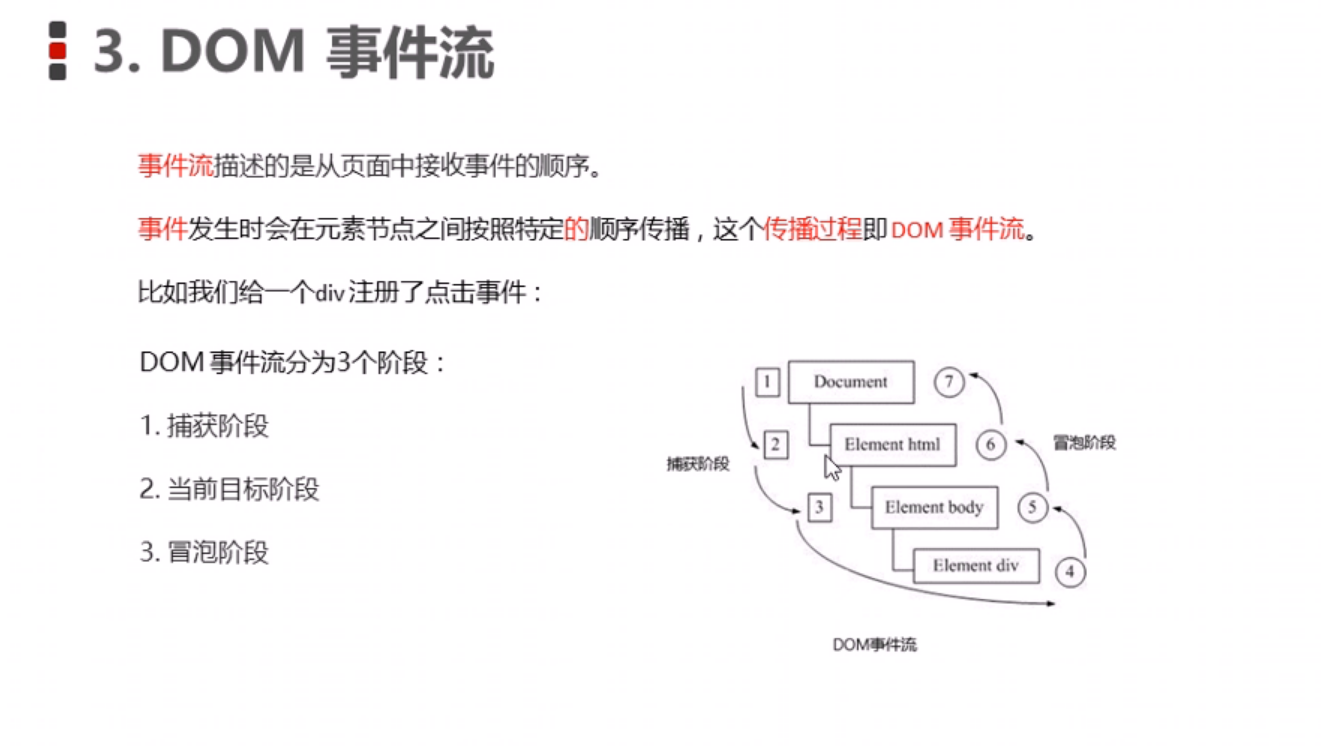 3. DOM 事件流
事件流描述的是从页面中接收事件的顺序。
事件发生时会在元素节点之间按照特定的顺序传播，这个传播过程即DOM 事件流。
比如我们给一个div 注册了点击事件：
DOM 事件流分为3个阶段：
1. 捕获阶段
2. 当前目标阶段
3. 冒泡阶段
1
Document
7
2
Element html
6
冒泡阶段
捕获阶段
3
Element body
5
Element div
4
DOM事件流